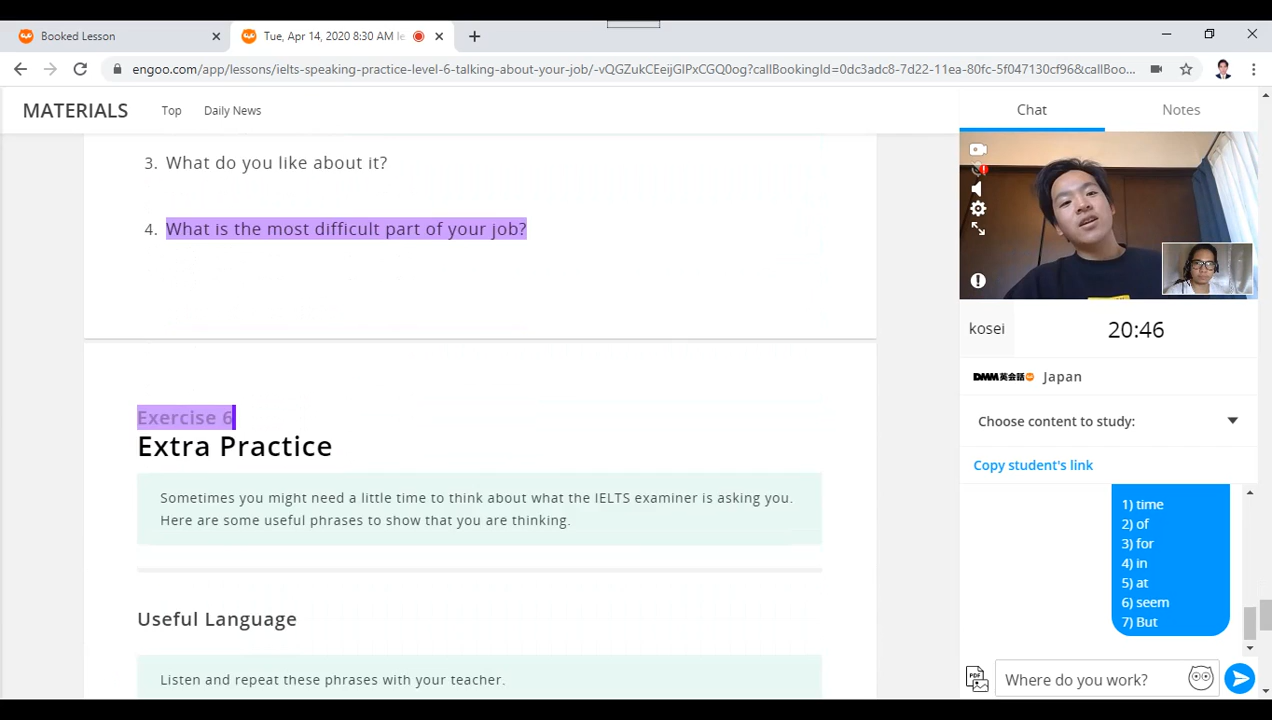 Booked Lesson
Tue, Apr 14, 2020 8:30 AM le
engoo.com/app/lessons/ielts-speaking-practice-level-6-talking-about-your-job/-vQGZukCEeijGlPxCGQ0og?callBookingId=0dc3adc8-7d22-11ea-80fc-5f047130cf96&callBoo...
MATERIALS
Top
Daily News
Chat
Notes
3. What do you like about it?
4. What is the most difficult part of your job?
Exercise 6
Extra Practice
Sometimes you might need a little time to think about what the IELTS examiner is asking you.
Here are some useful phrases to show that you are thinking.
Useful Language
Listen and repeat these phrases with your teacher.
kosei
20:46
DMM英会話 Japan
Choose content to study:
Copy student's link
1) time
2) of
3) for
4) in
5) at
6) seem
7) But
PDF
Where do you work?